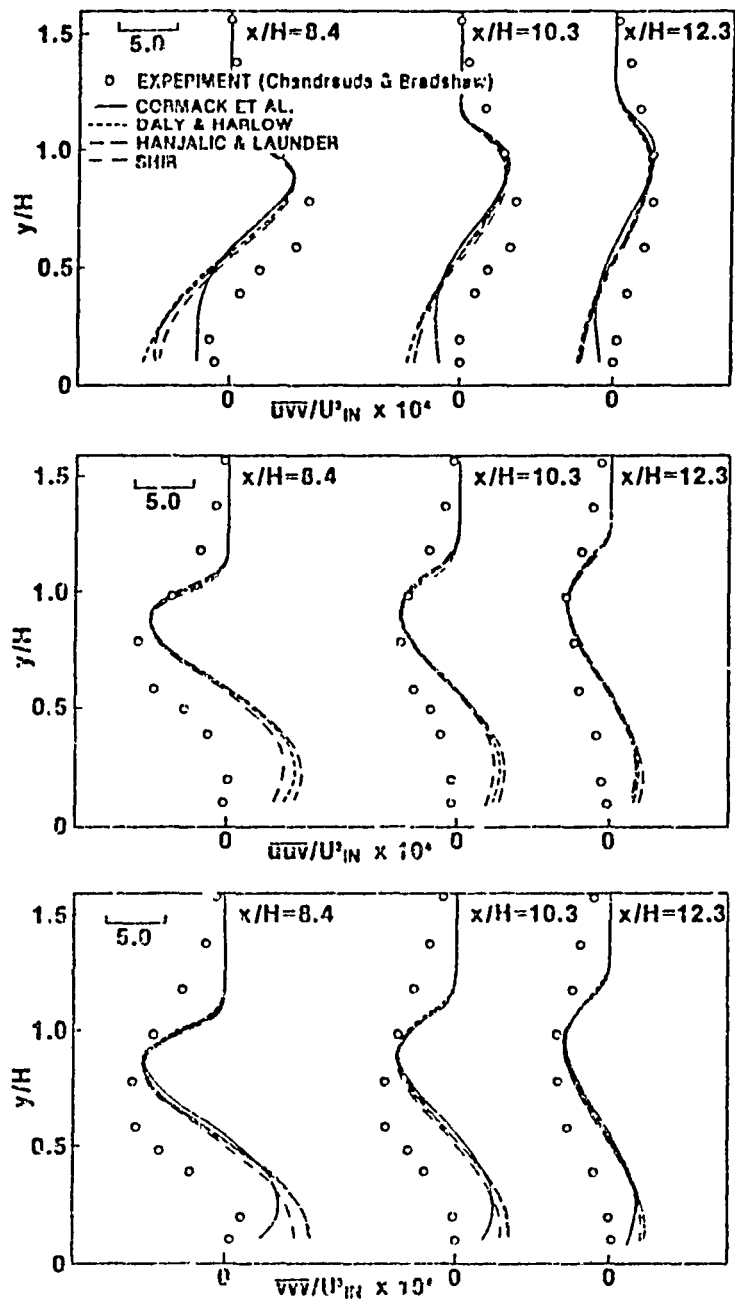 1.5
1.0
0.5
0
y/H
5.0
x/H=8.4
x/H=10.3
x/H=12.3
EXPERIMENT (Chandrsuda & Bradshaw)
CORMACK ET AL.
DALY & HARLOW
HANJALIC & LAUNDER
SHIR
0
0
0
uvv/U³IN x 10⁴
1.5
1.0
0.5
0
y/H
5.0
x/H=8.4
x/H=10.3
x/H=12.3
0
0
0
uuv/U³IN x 10⁴
1.5
1.0
0.5
0
y/H
5.0
x/H=8.4
x/H=10.3
x/H=12.3
0
0
0
vvv/U³IN x 10⁴